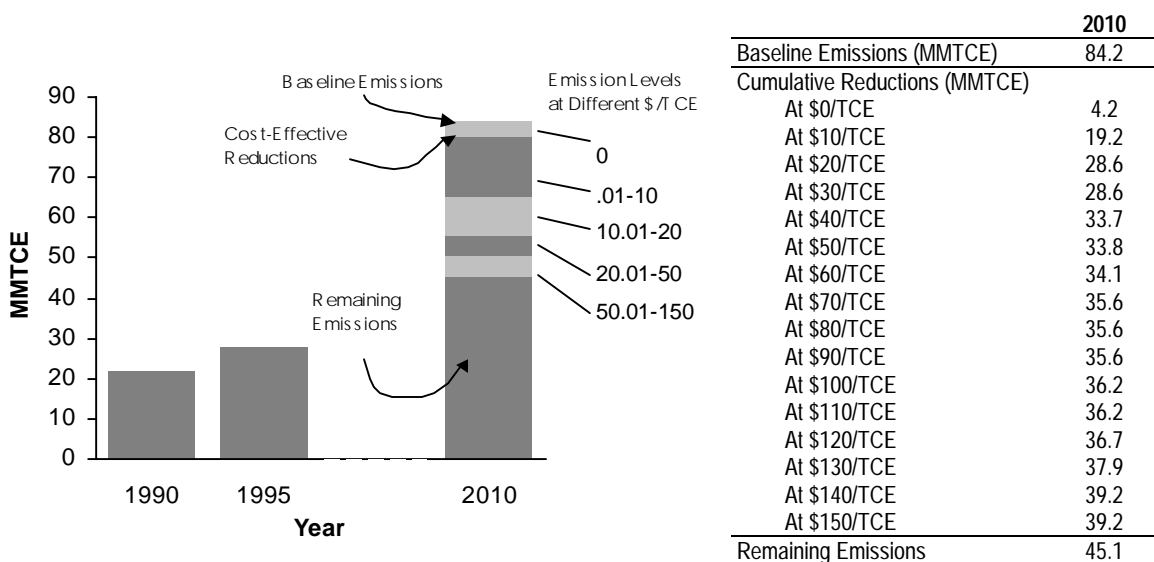 Baseline Emissions
Emission Levels
at Different $/TCE
Cost-Effective
Reductions
Remaining
Emissions
MMTCE
90
80
70
60
50
40
30
20
10
0
0
.01-10
10.01-20
20.01-50
50.01-150
1990 1995 2010
Year
2010
Baseline Emissions (MMTCE) 84.2
Cumulative Reductions (MMTCE)
At $0/TCE 4.2
At $10/TCE 19.2
At $20/TCE 28.6
At $30/TCE 28.6
At $40/TCE 33.7
At $50/TCE 33.8
At $60/TCE 34.1
At $70/TCE 35.6
At $80/TCE 35.6
At $90/TCE 35.6
At $100/TCE 36.2
At $110/TCE 36.2
At $120/TCE 36.7
At $130/TCE 37.9
At $140/TCE 39.2
At $150/TCE 39.2
Remaining Emissions 45.1